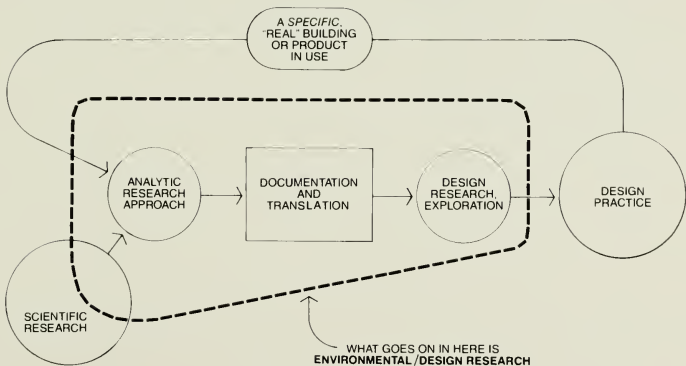 A SPECIFIC,
"REAL" BUILDING
OR PRODUCT
IN USE
ANALYTIC
RESEARCH
APPROACH
DOCUMENTATION
AND
TRANSLATION
DESIGN
RESEARCH,
EXPLORATION
DESIGN
PRACTICE
SCIENTIFIC
RESEARCH
WHAT GOES ON IN HERE IS
ENVIRONMENTAL/DESIGN RESEARCH